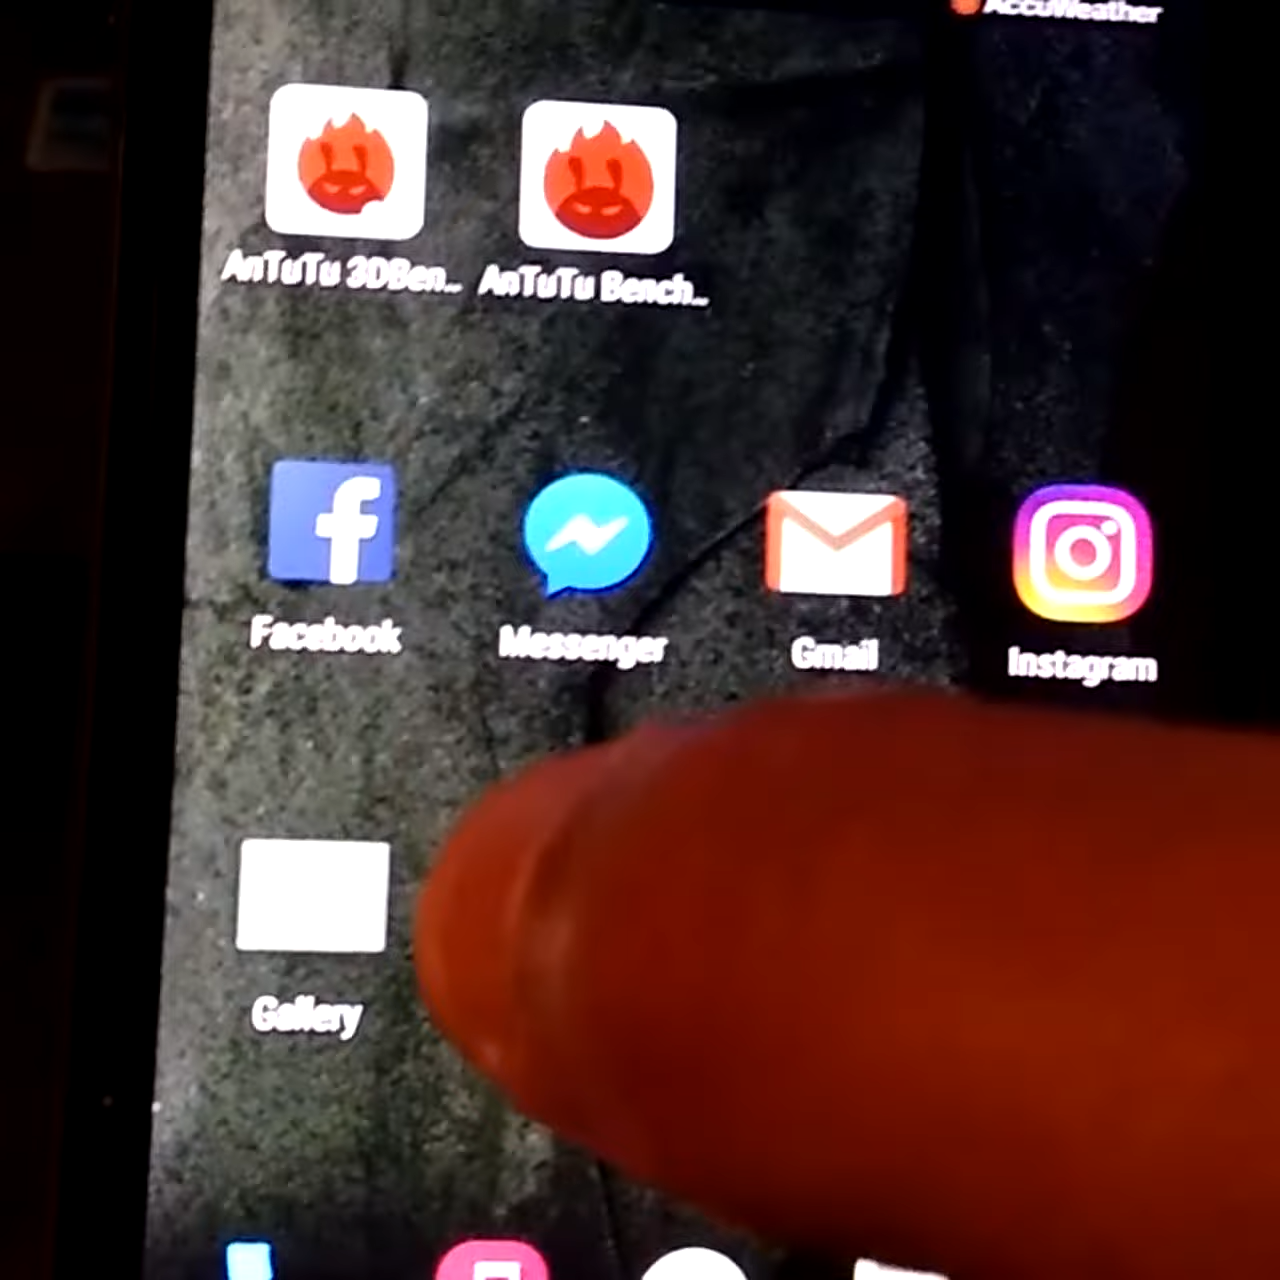 AccuWeather
AnTuTu 3DBen..
AnTuTu Bench..
Facebook
Messenger
Gmail
Instagram
Gallery